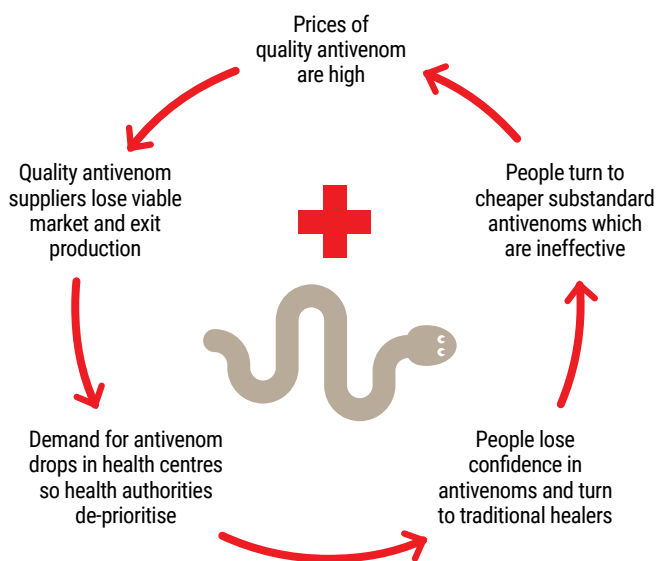 Prices of
quality antivenom
are high
Quality antivenom
suppliers lose viable
market and exit
production
Demand for antivenom
drops in health centres
so health authorities
de-prioritise
People lose
confidence in
antivenoms and turn
to traditional healers
People turn to
cheaper substandard
antivenoms which
are ineffective